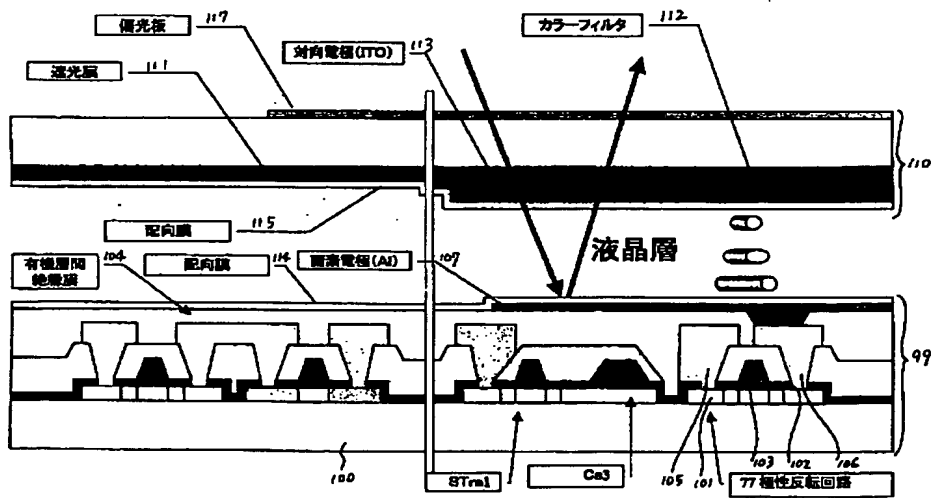 偏光板
117
対向電極(ITO)
113
カラーフィルタ
112
遮光膜
111
110
配向膜
115
有機層間
絶縁膜
104
配向膜
114
画素電極(Al)
107
液晶層
99
100
STrm1
Cs3
105
101
103
102
106
77 極性反転回路